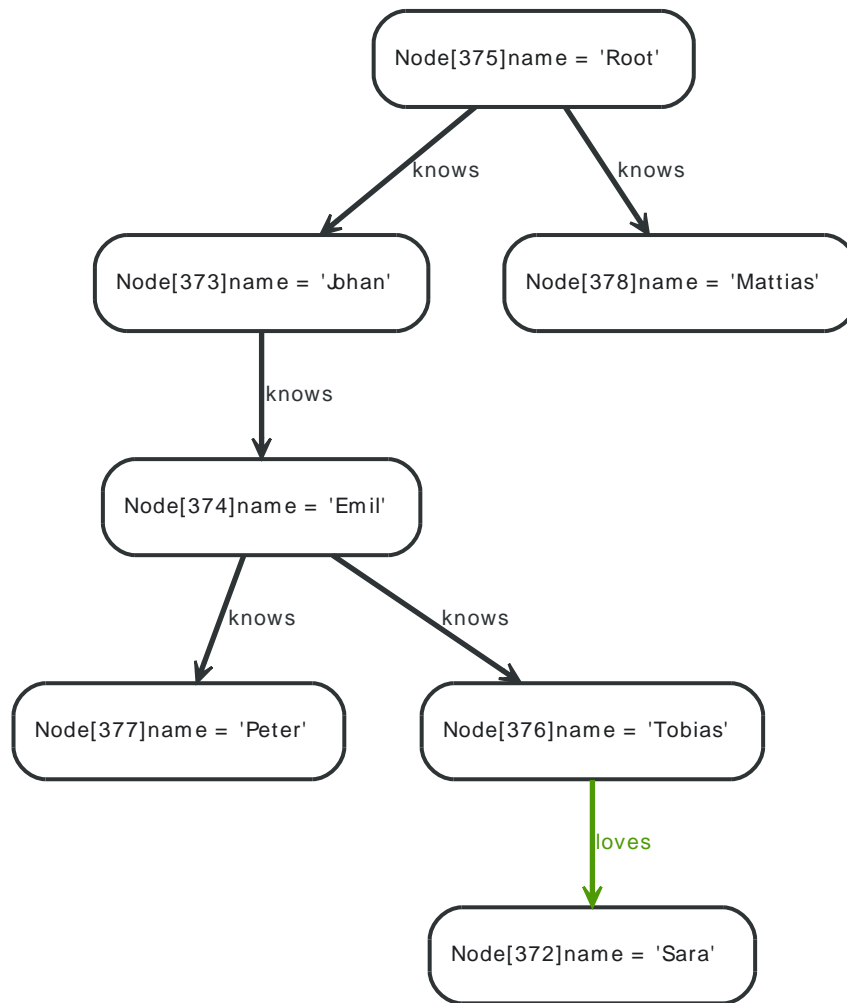 Node[375]name = 'Root'
knows
knows
Node[373]name = 'Johan'
Node[378]name = 'Mattias'
knows
Node[374]name = 'Emil'
knows
knows
Node[377]name = 'Peter'
Node[376]name = 'Tobias'
loves
Node[372]name = 'Sara'